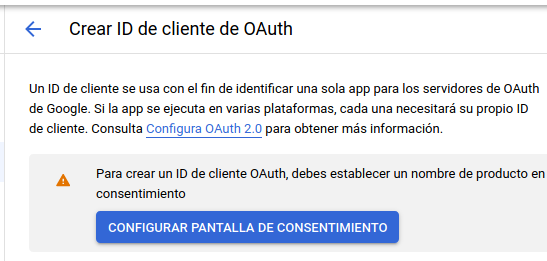 Crear ID de cliente de OAuth
Un ID de cliente se usa con el fin de identificar una sola app para los servidores de OAuth
de Google. Si la app se ejecuta en varias plataformas, cada una necesitará su propio ID
de cliente. Consulta Configura OAuth 2.0 para obtener más información.
Para crear un ID de cliente OAuth, debes establecer un nombre de producto en
consentimiento
CONFIGURAR PANTALLA DE CONSENTIMIENTO